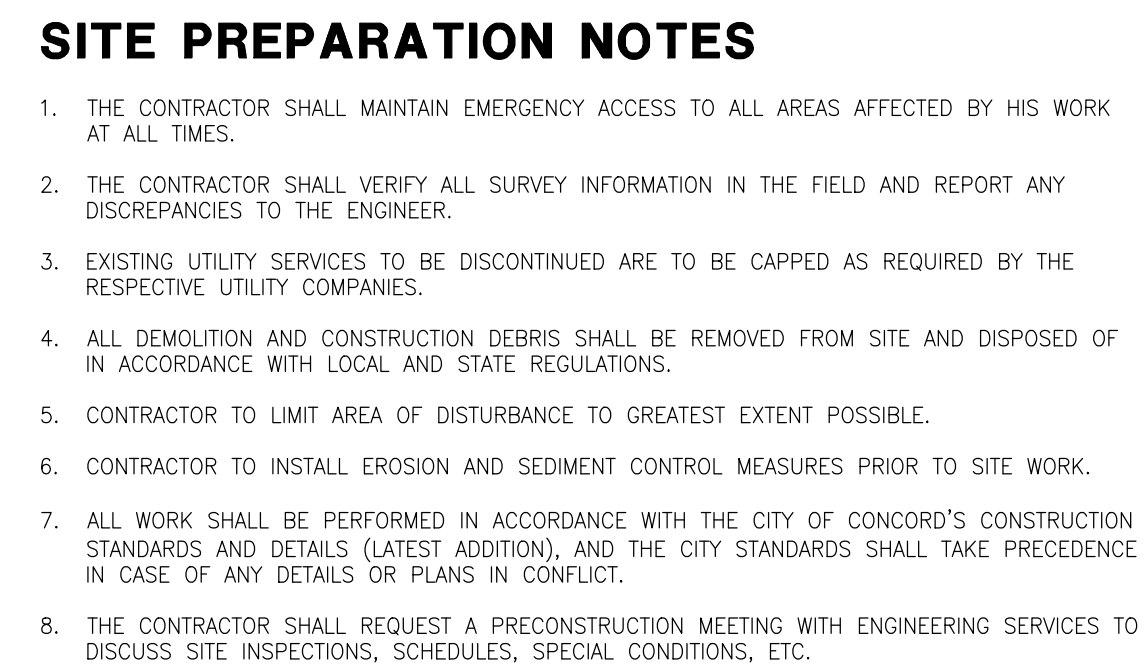 SITE PREPARATION NOTES
1. THE CONTRACTOR SHALL MAINTAIN EMERGENCY ACCESS TO ALL AREAS AFFECTED BY HIS WORK
AT ALL TIMES.
2. THE CONTRACTOR SHALL VERIFY ALL SURVEY INFORMATION IN THE FIELD AND REPORT ANY
DISCREPANCIES TO THE ENGINEER.
3. EXISTING UTILITY SERVICES TO BE DISCONTINUED ARE TO BE CAPPED AS REQUIRED BY THE
RESPECTIVE UTILITY COMPANIES.
4. ALL DEMOLITION AND CONSTRUCTION DEBRIS SHALL BE REMOVED FROM SITE AND DISPOSED OF
IN ACCORDANCE WITH LOCAL AND STATE REGULATIONS.
5. CONTRACTOR TO LIMIT AREA OF DISTURBANCE TO GREATEST EXTENT POSSIBLE.
6. CONTRACTOR TO INSTALL EROSION AND SEDIMENT CONTROL MEASURES PRIOR TO SITE WORK.
7. ALL WORK SHALL BE PERFORMED IN ACCORDANCE WITH THE CITY OF CONCORD'S CONSTRUCTION
STANDARDS AND DETAILS (LATEST ADDITION), AND THE CITY STANDARDS SHALL TAKE PRECEDENCE
IN CASE OF ANY DETAILS OR PLANS IN CONFLICT.
8. THE CONTRACTOR SHALL REQUEST A PRECONSTRUCTION MEETING WITH ENGINEERING SERVICES TO
DISCUSS SITE INSPECTIONS, SCHEDULES, SPECIAL CONDITIONS, ETC.